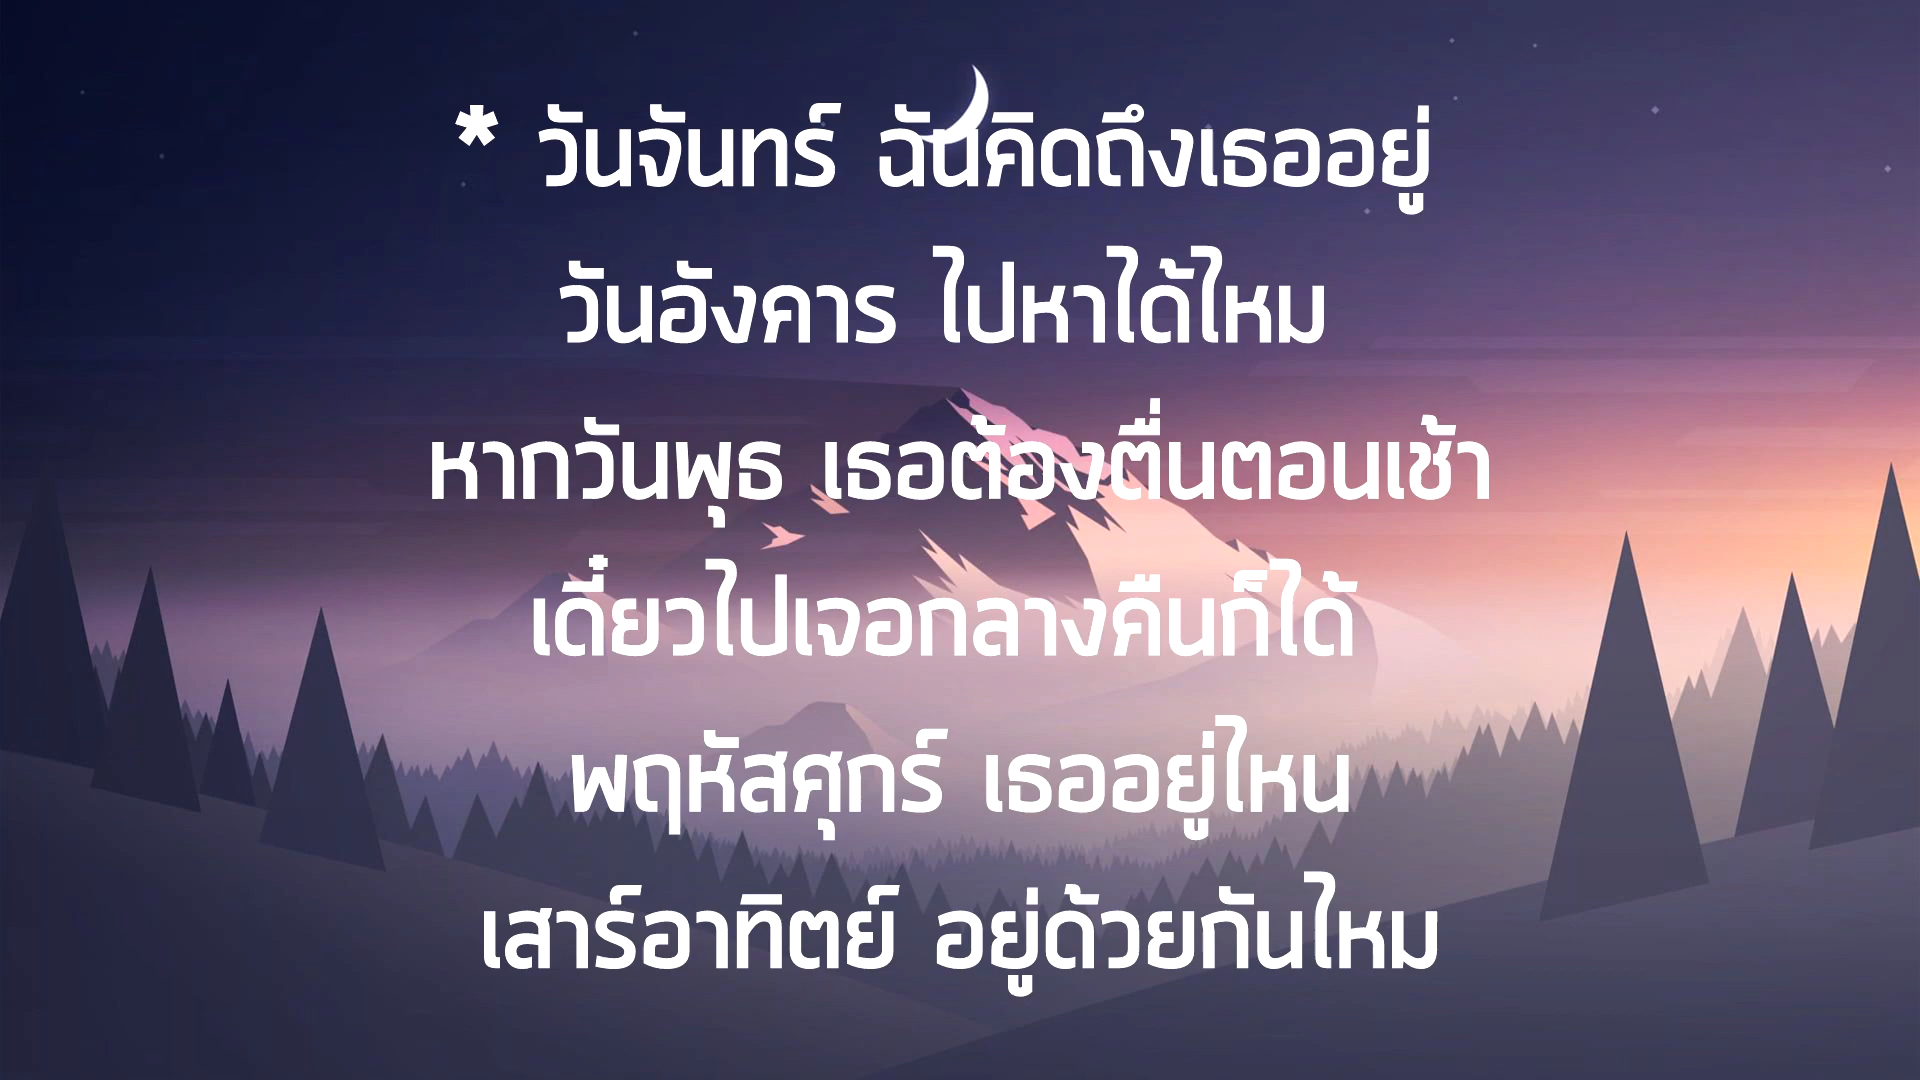 * วันจันทร์ ฉันคิดถึงเธออยู่
วันอังคาร ไปหาได้ไหม
หากวันพุธ เธอต้องตื่นตอนเช้า
เดี๋ยวไปเจอกลางคืนก็ได้
พฤหัสศุกร์ เธออยู่ไหน
เสาร์อาทิตย์ อยู่ด้วยกันไหม